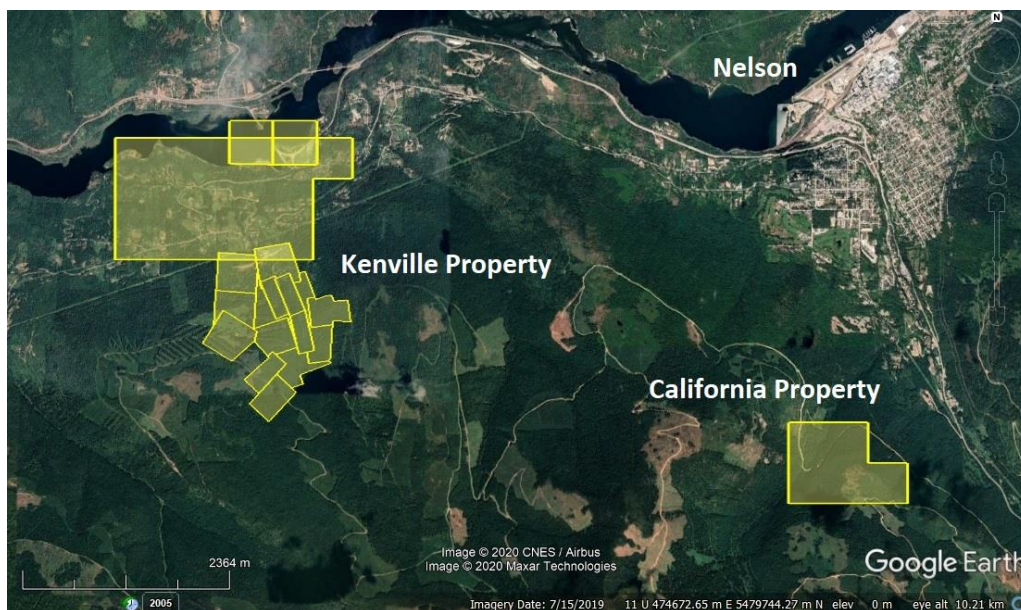 N
Nelson
Kenville Property
California Property
Image © 2020 CNES / Airbus
Image © 2020 Maxar Technologies
Google Earth
2364 m
2005
Imagery Date: 7/15/2019 11 U 474672.65 m E 5479744.27 m N elev 0 m eye alt 10.21 km